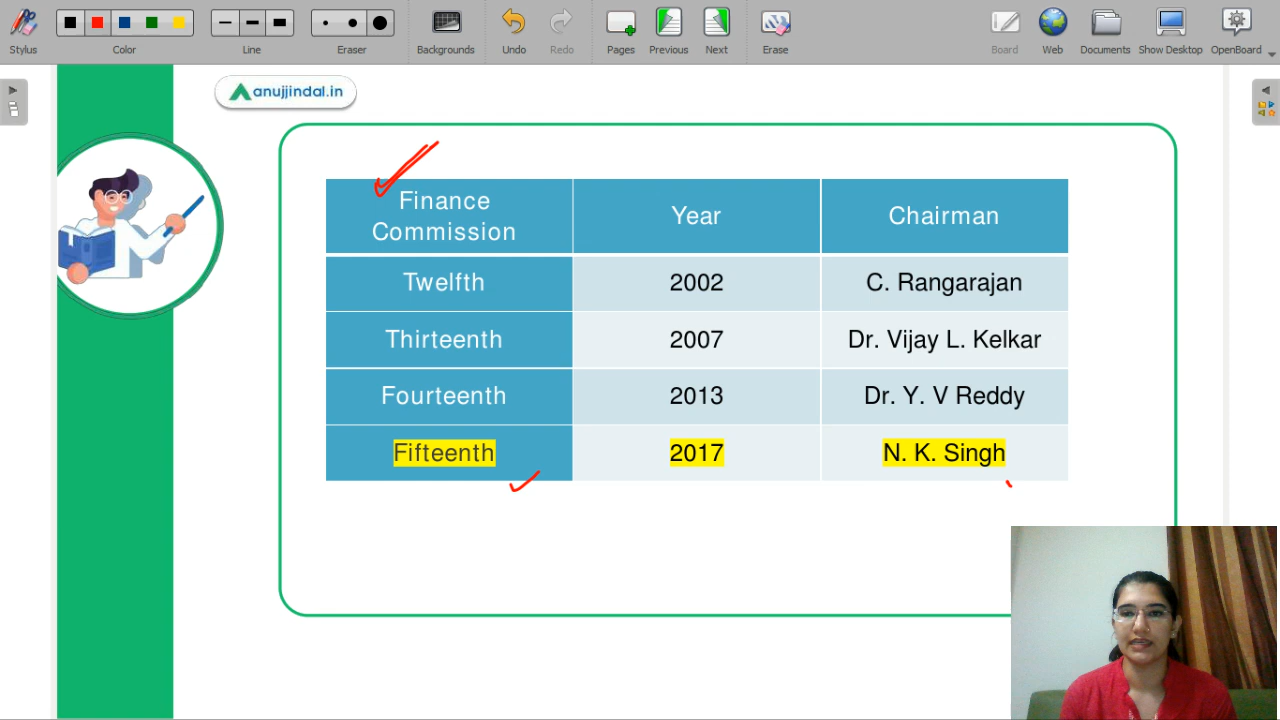 Stylus
Color
Line
Eraser
Backgrounds
Undo
Redo
Pages
Previous
Next
Erase
Board
Web
Documents
Show Desktop
OpenBoard
anujjindal.in
Finance
Commission
Year
Chairman
Twelfth
2002
C. Rangarajan
Thirteenth
2007
Dr. Vijay L. Kelkar
Fourteenth
2013
Dr. Y. V Reddy
Fifteenth
2017
N. K. Singh